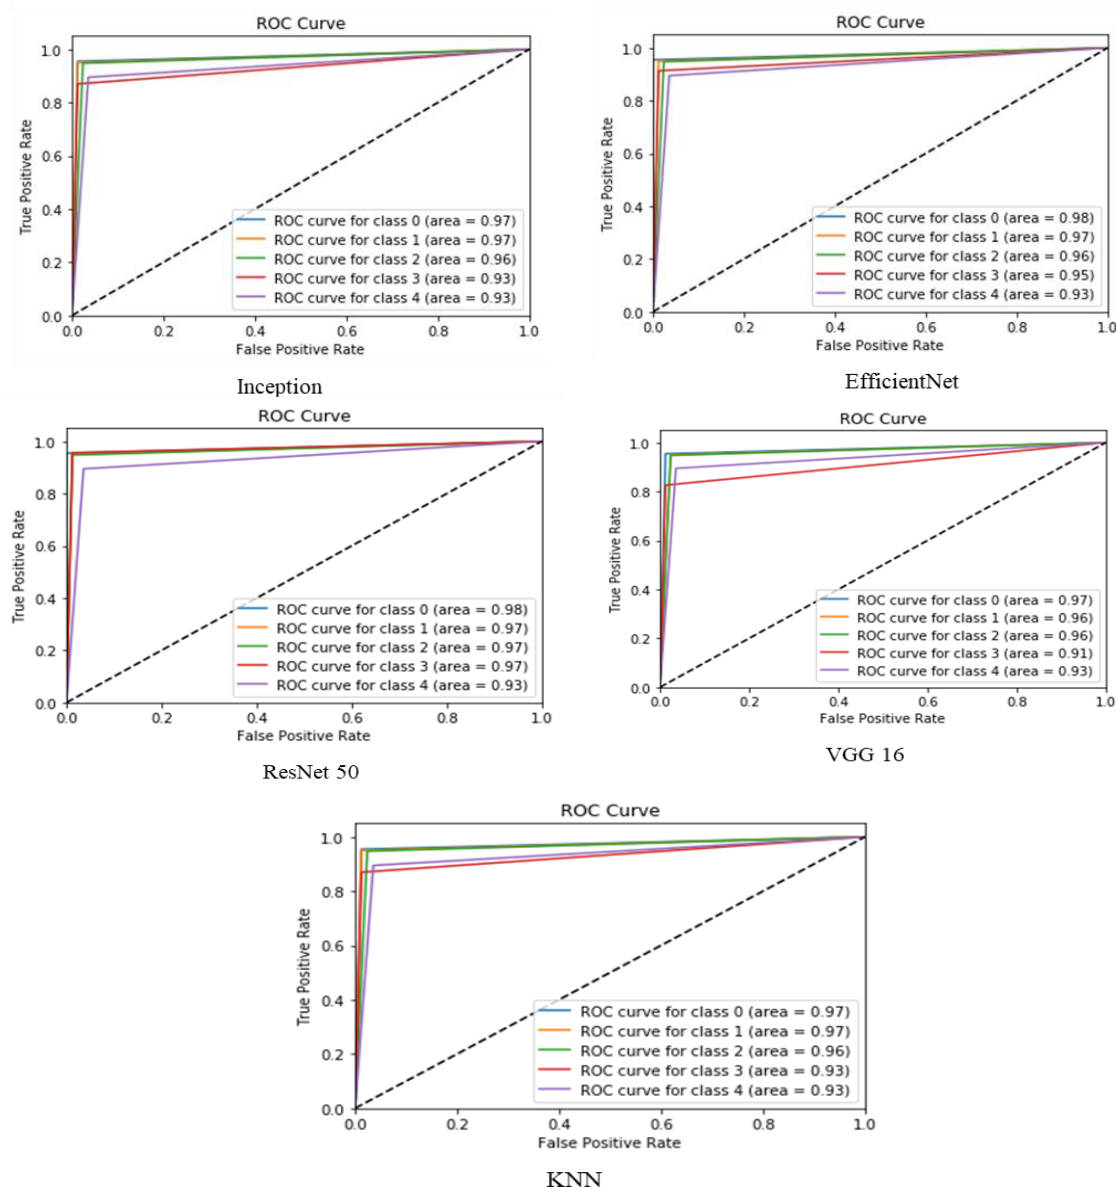 ROC Curve
True Positive Rate
1.0
0.8
0.6
0.4
0.2
0.0
ROC curve for class 0 (area = 0.97)
ROC curve for class 1 (area = 0.97)
ROC curve for class 2 (area = 0.96)
ROC curve for class 3 (area = 0.93)
ROC curve for class 4 (area = 0.93)
0.0 0.2 0.4 0.6 0.8 1.0
False Positive Rate
Inception
ROC Curve
True Positive Rate
1.0
0.8
0.6
0.4
0.2
0.0
ROC curve for class 0 (area = 0.98)
ROC curve for class 1 (area = 0.97)
ROC curve for class 2 (area = 0.96)
ROC curve for class 3 (area = 0.95)
ROC curve for class 4 (area = 0.93)
0.0 0.2 0.4 0.6 0.8 1.0
False Positive Rate
EfficientNet
ROC Curve
True Positive Rate
1.0
0.8
0.6
0.4
0.2
0.0
ROC curve for class 0 (area = 0.98)
ROC curve for class 1 (area = 0.97)
ROC curve for class 2 (area = 0.97)
ROC curve for class 3 (area = 0.97)
ROC curve for class 4 (area = 0.93)
0.0 0.2 0.4 0.6 0.8 1.0
False Positive Rate
ResNet 50
ROC Curve
True Positive Rate
1.0
0.8
0.6
0.4
0.2
0.0
ROC curve for class 0 (area = 0.97)
ROC curve for class 1 (area = 0.96)
ROC curve for class 2 (area = 0.96)
ROC curve for class 3 (area = 0.91)
ROC curve for class 4 (area = 0.93)
0.0 0.2 0.4 0.6 0.8 1.0
False Positive Rate
VGG 16
ROC Curve
True Positive Rate
1.0
0.8
0.6
0.4
0.2
0.0
ROC curve for class 0 (area = 0.97)
ROC curve for class 1 (area = 0.97)
ROC curve for class 2 (area = 0.96)
ROC curve for class 3 (area = 0.93)
ROC curve for class 4 (area = 0.93)
0.0 0.2 0.4 0.6 0.8 1.0
False Positive Rate
KNN